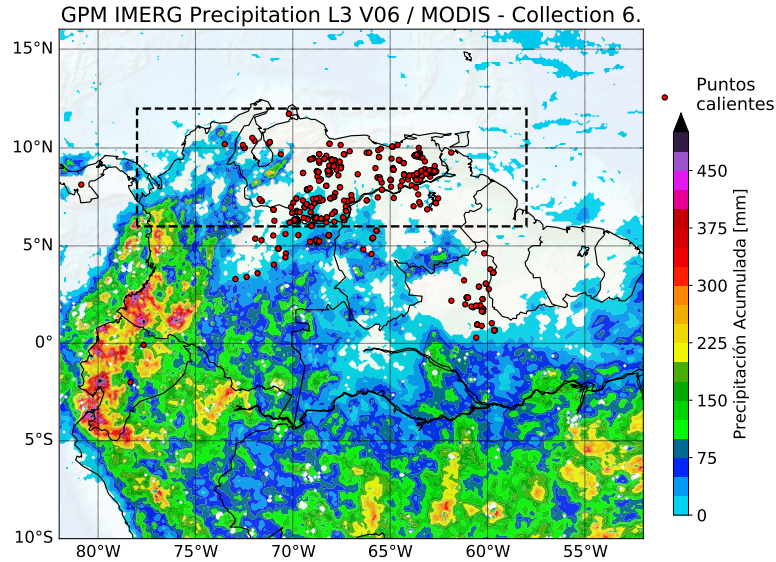 GPM IMERG Precipitation L3 V06 / MODIS - Collection 6.
15°N
10°N
5°N
0°
5°S
10°S
80°W
75°W
70°W
65°W
60°W
55°W
Puntos
calientes
450
375
300
225
150
75
0
Precipitación Acumulada [mm]